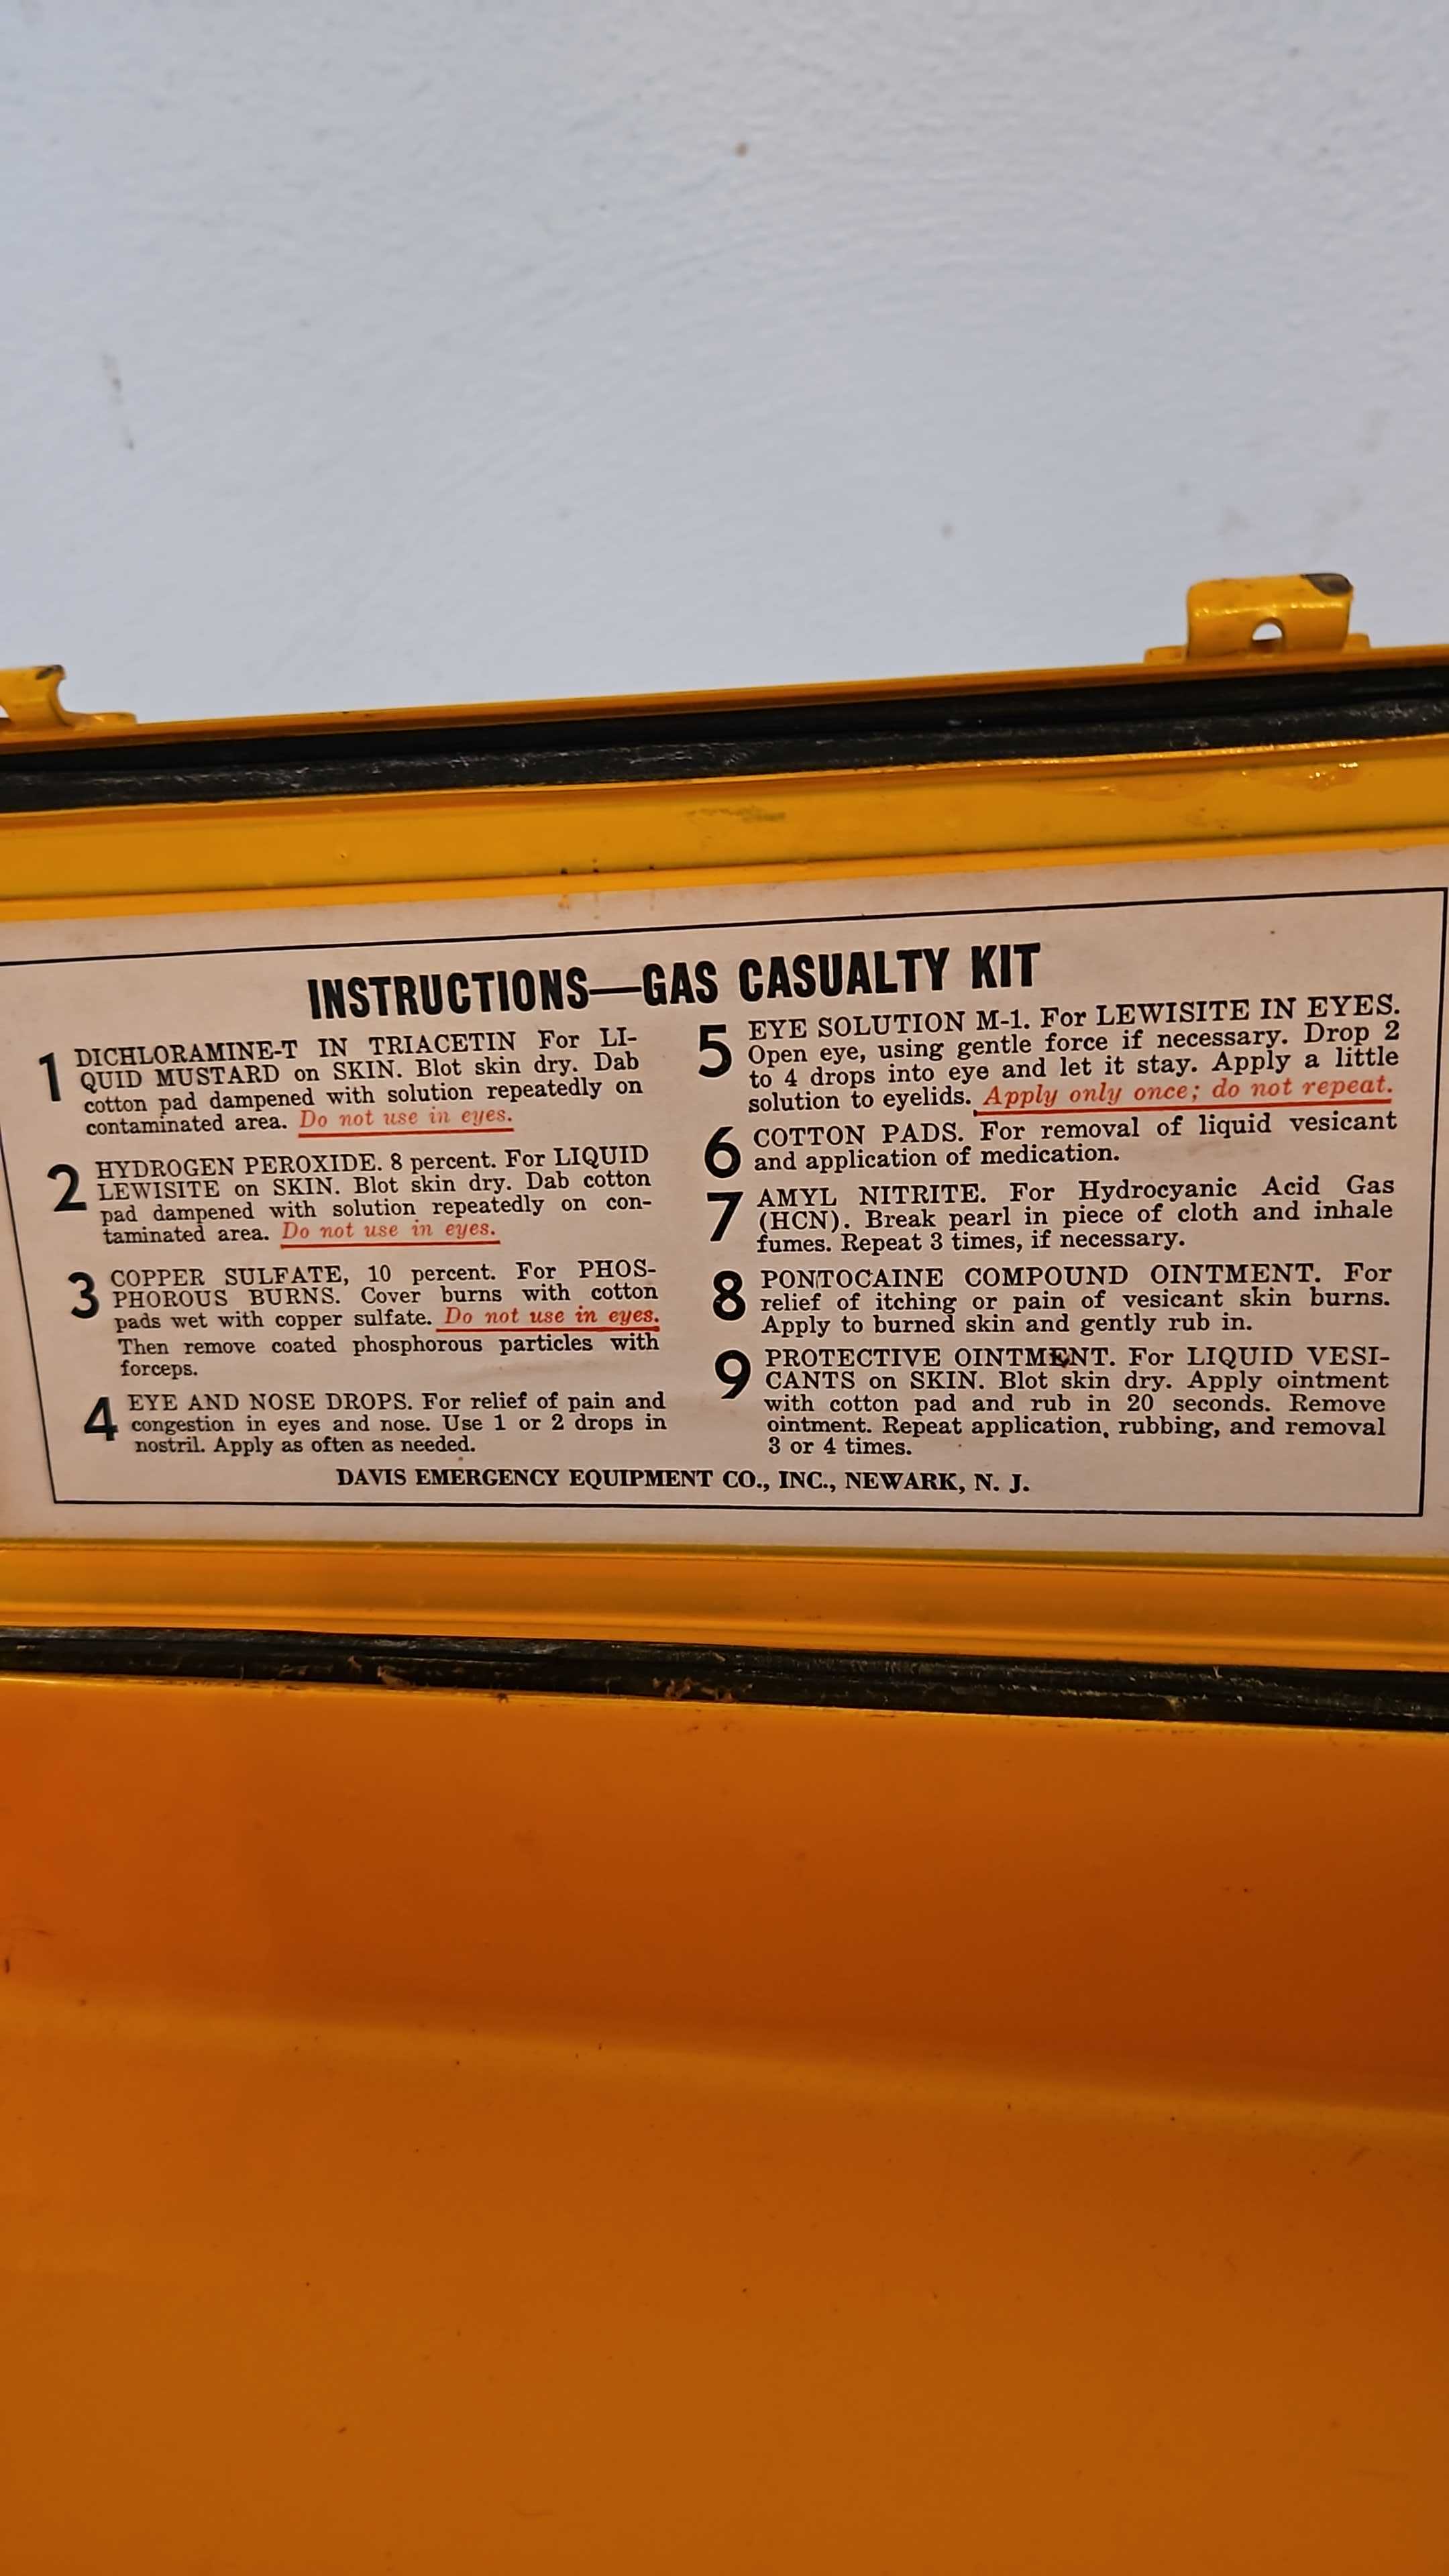 INSTRUCTIONS—GAS CASUALTY KIT
1 DICHLORAMINE-T IN TRIACETIN For LI-
QUID MUSTARD on SKIN. Blot skin dry. Dab
cotton pad dampened with solution repeatedly on
contaminated area. Do not use in eyes.
2 HYDROGEN PEROXIDE. 8 percent. For LIQUID
LEWISITE on SKIN. Blot skin dry. Dab cotton
pad dampened with solution repeatedly on con-
taminated area. Do not use in eyes.
3 COPPER SULFATE, 10 percent. For PHOS-
PHOROUS BURNS. Cover burns with cotton
pads wet with copper sulfate. Do not use in eyes.
Then remove coated phosphorous particles with
forceps.
4 EYE AND NOSE DROPS. For relief of pain and
congestion in eyes and nose. Use 1 or 2 drops in
nostril. Apply as often as needed.
5 EYE SOLUTION M-1. For LEWISITE IN EYES.
Open eye, using gentle force if necessary. Drop 2
to 4 drops into eye and let it stay. Apply a little
solution to eyelids. Apply only once; do not repeat.
6 COTTON PADS. For removal of liquid vesicant
and application of medication.
7 AMYL NITRITE. For Hydrocyanic Acid Gas
(HCN). Break pearl in piece of cloth and inhale
fumes. Repeat 3 times, if necessary.
8 PONTOCAINE COMPOUND OINTMENT. For
relief of itching or pain of vesicant skin burns.
Apply to burned skin and gently rub in.
9 PROTECTIVE OINTMENT. For LIQUID VESI-
CANTS on SKIN. Blot skin dry. Apply ointment
with cotton pad and rub in 20 seconds. Remove
ointment. Repeat application, rubbing, and removal
3 or 4 times.
DAVIS EMERGENCY EQUIPMENT CO., INC., NEWARK, N. J.